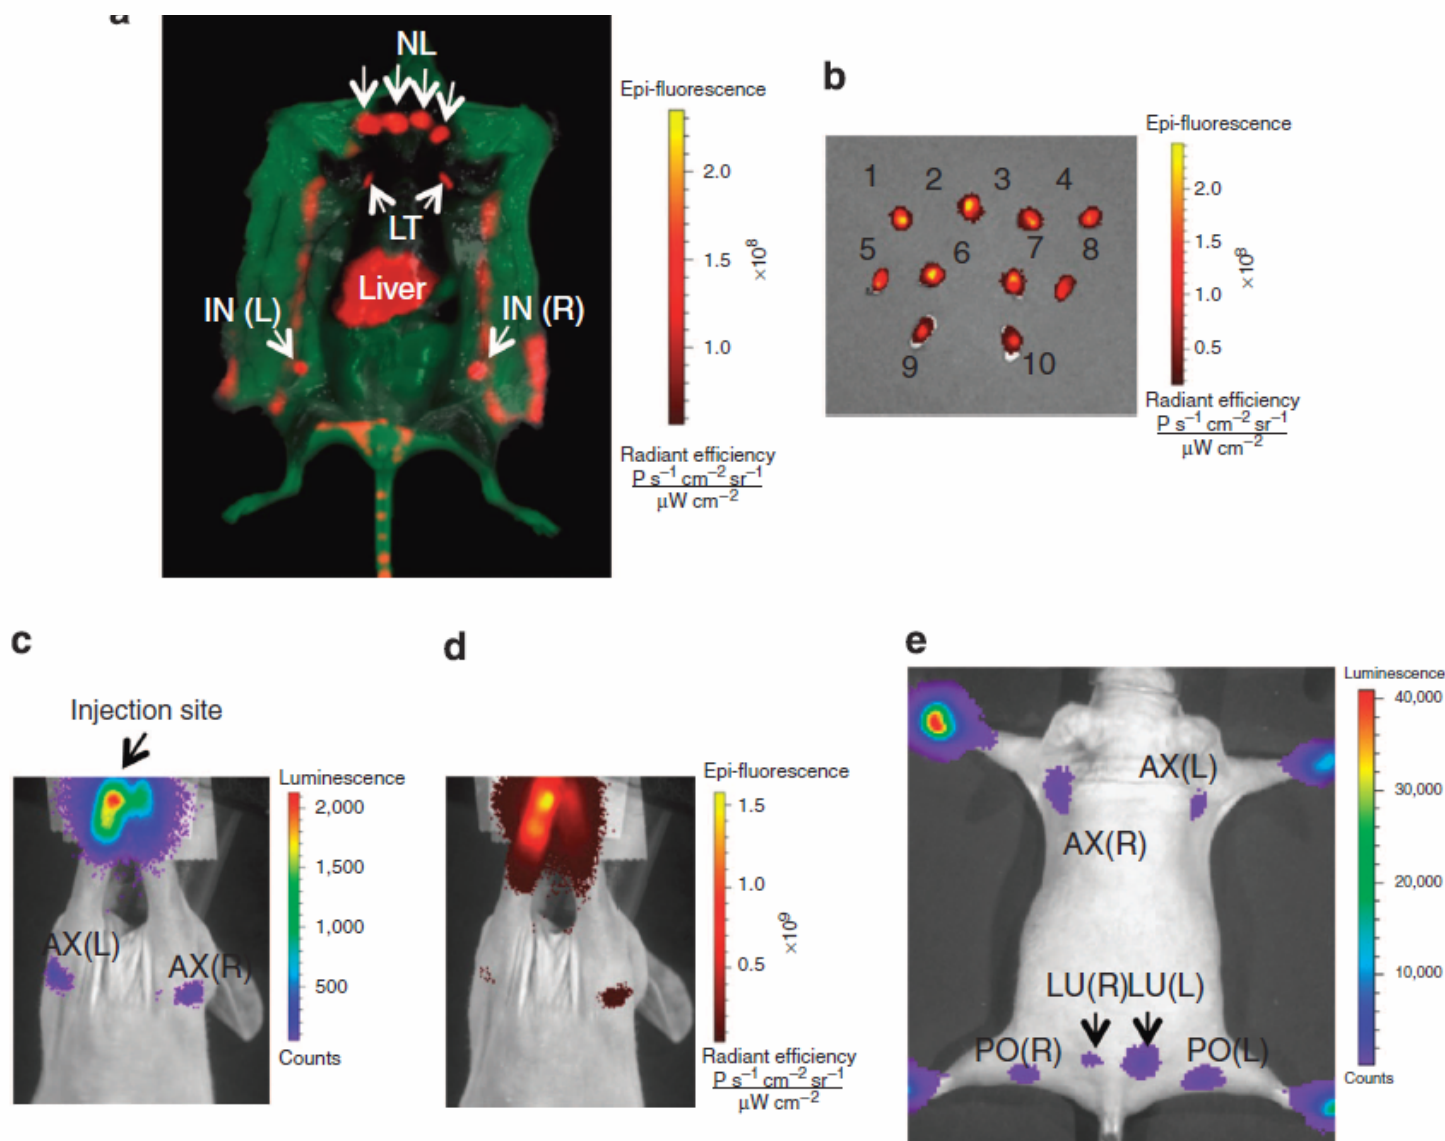 a
NL
LT
Liver
IN (L)
IN (R)
Epi-fluorescence
2.0
1.5
1.0
×10⁸
Radiant efficiency
P s⁻¹ cm⁻² sr⁻¹
μW cm⁻²
b
1 2 3 4
5 6 7 8
9 10
Epi-fluorescence
2.0
1.5
1.0
0.5
×10⁸
Radiant efficiency
P s⁻¹ cm⁻² sr⁻¹
μW cm⁻²
c
Injection site
AX(L)
AX(R)
Luminescence
2,000
1,500
1,000
500
Counts
d
Epi-fluorescence
1.5
1.0
0.5
×10⁹
Radiant efficiency
P s⁻¹ cm⁻² sr⁻¹
μW cm⁻²
e
AX(L)
AX(R)
LU(R) LU(L)
PO(R) PO(L)
Luminescence
40,000
30,000
20,000
10,000
Counts